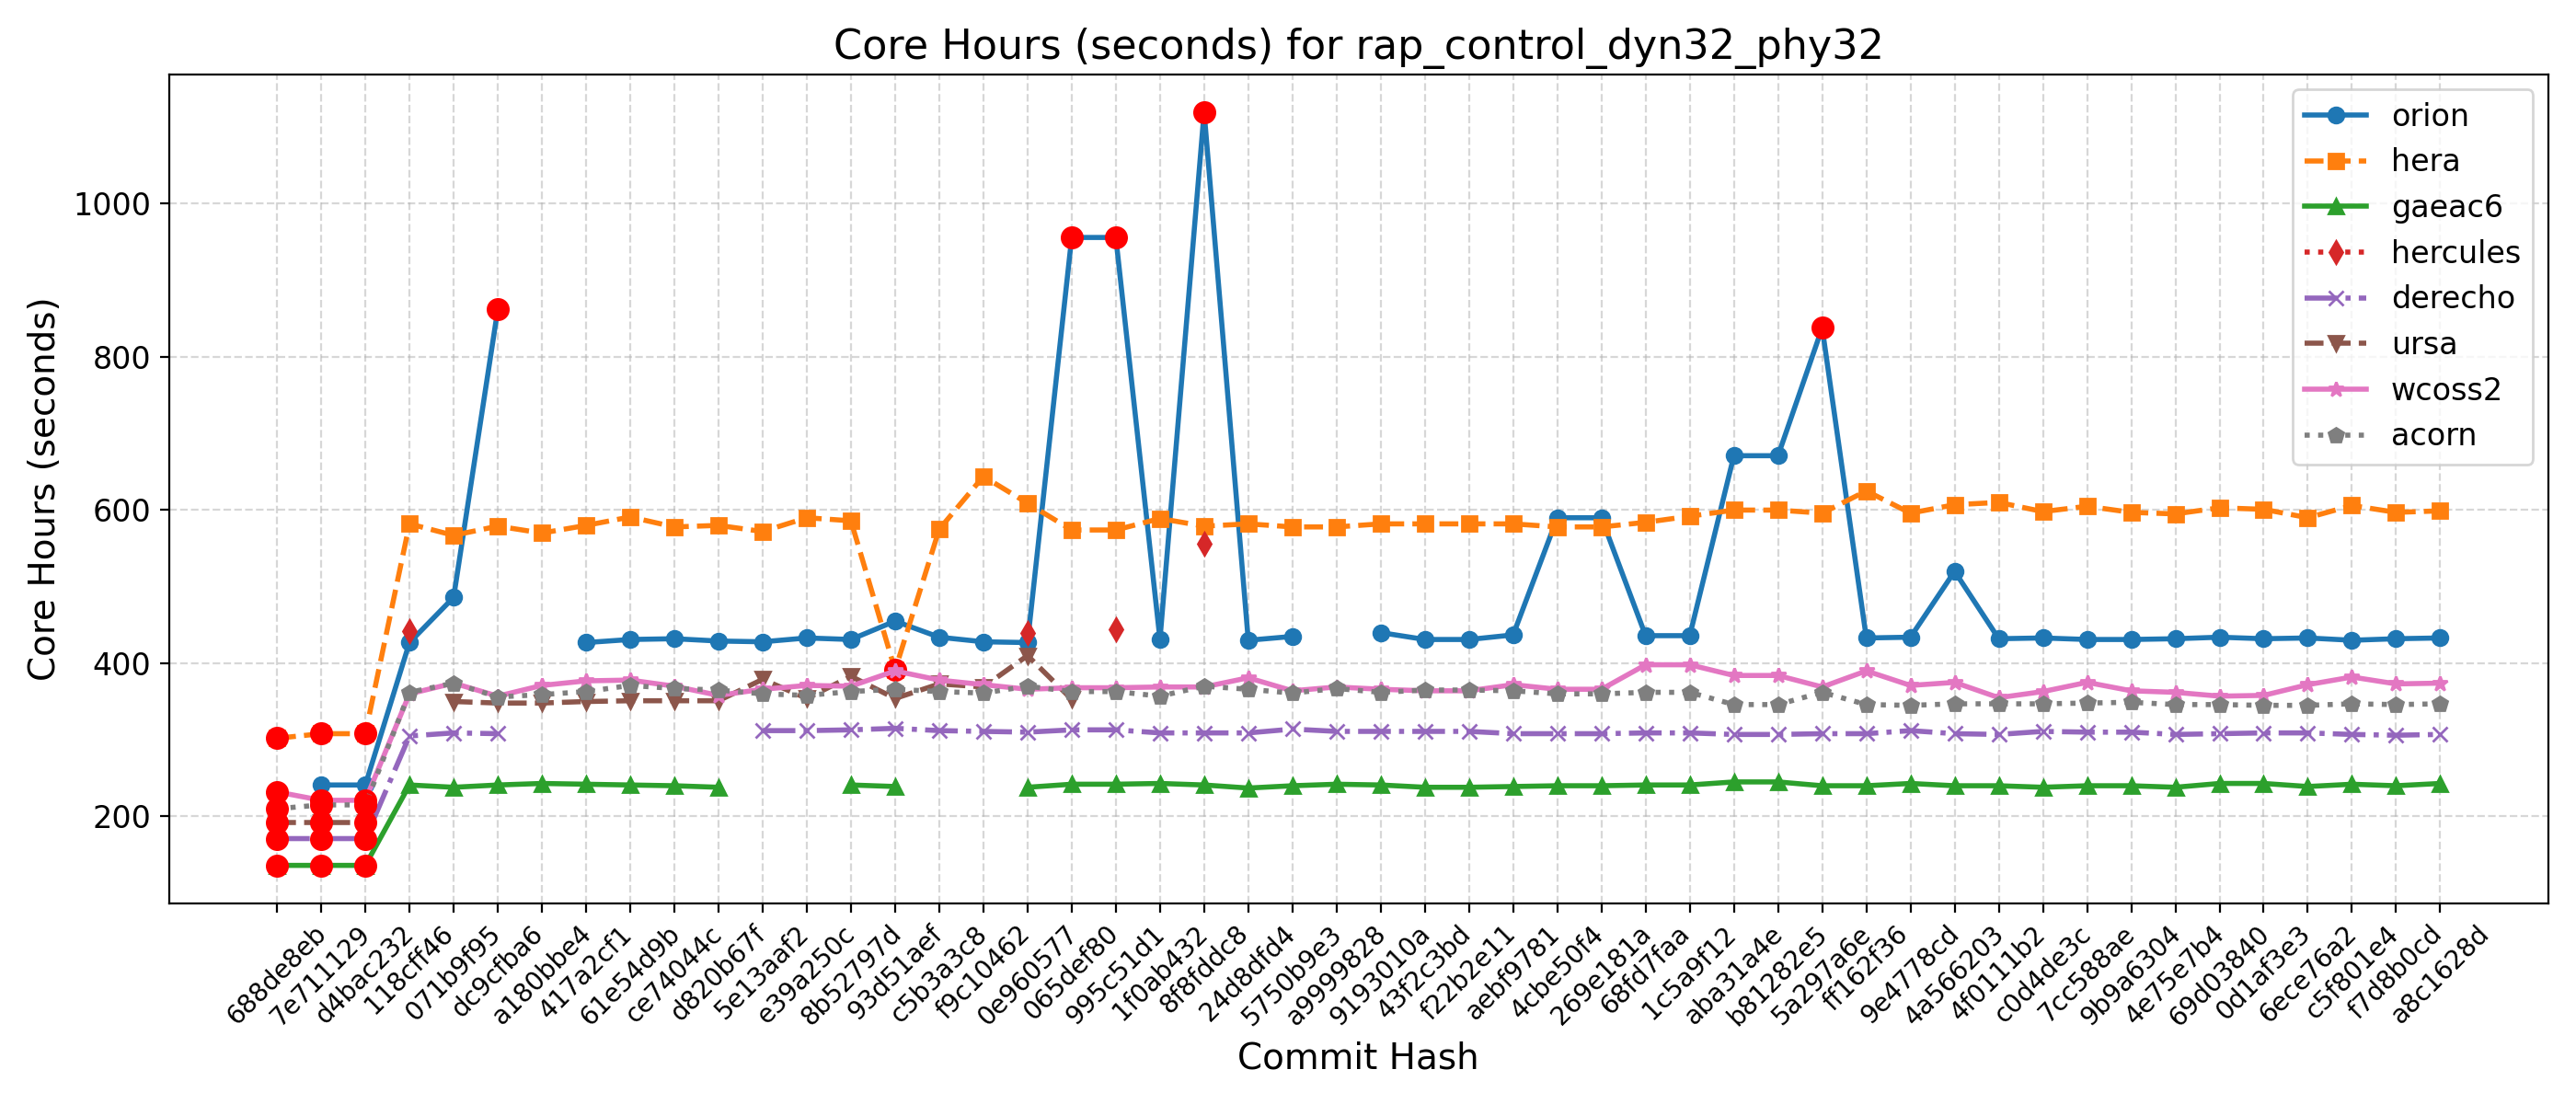 Core Hours (seconds) for rap_control_dyn32_phy32
Core Hours (seconds)
1000
800
600
400
200
orion
hera
gaeac6
hercules
derecho
ursa
wcoss2
acorn
688de8eb
7e711129
d4bac232
118cff46
071b9f95
dc9cfba6
a180bbe4
417a2cf1
61e54d9b
ce74044c
d820b67f
5e13aaf2
e39a250c
8b52797d
93d51aef
c5b3a3c8
f9c10462
0e960577
065def80
995c51d1
1f0ab432
8f8fddc8
24d8dfd4
5750b9e3
a9999828
9193010a
43f2c3bd
f22b2e11
aebf9781
4cbe50f4
269e181a
68fd7faa
1c5a9f12
aba31a4e
b81282e5
5a297a6e
ff162f36
9e4778cd
4a566203
4f0111b2
c0d4de3c
7cc588ae
9b9a6304
4e75e7b4
69d03840
0d1af3e3
6ece76a2
c5f801e4
f7d8b0cd
a8c1628d
Commit Hash